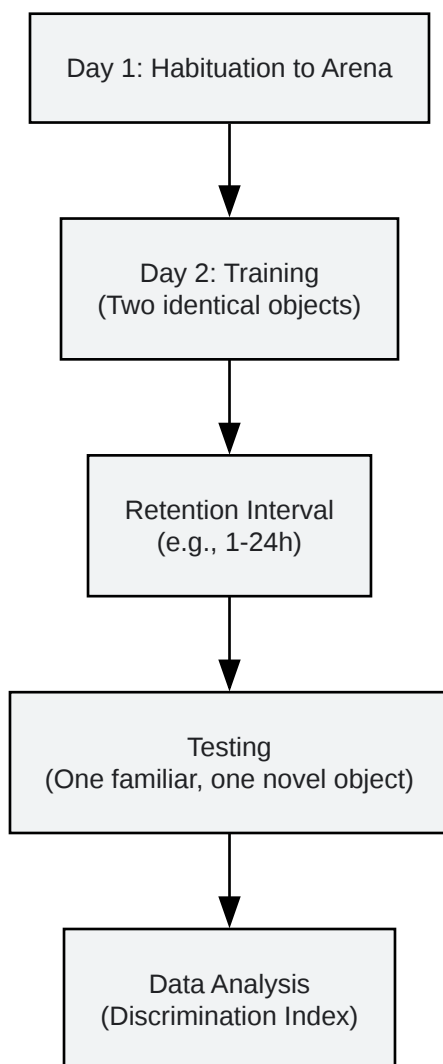 Day 1: Habituation to Arena
Day 2: Training
(Two identical objects)
Retention Interval
(e.g., 1-24h)
Testing
(One familiar, one novel object)
Data Analysis
(Discrimination Index)